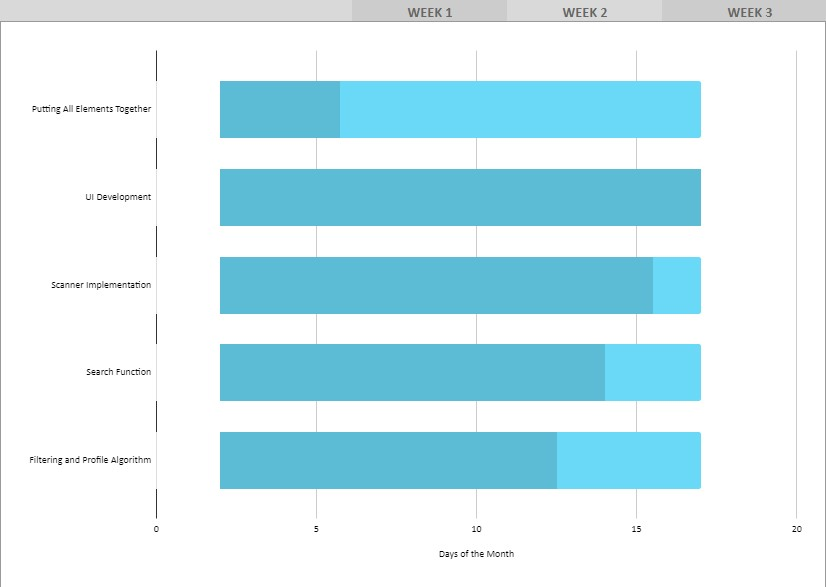 WEEK 1 WEEK 2 WEEK 3
Putting All Elements Together
UI Development
Scanner Implementation
Search Function
Filtering and Profile Algorithm
0 5 10 15 20
Days of the Month